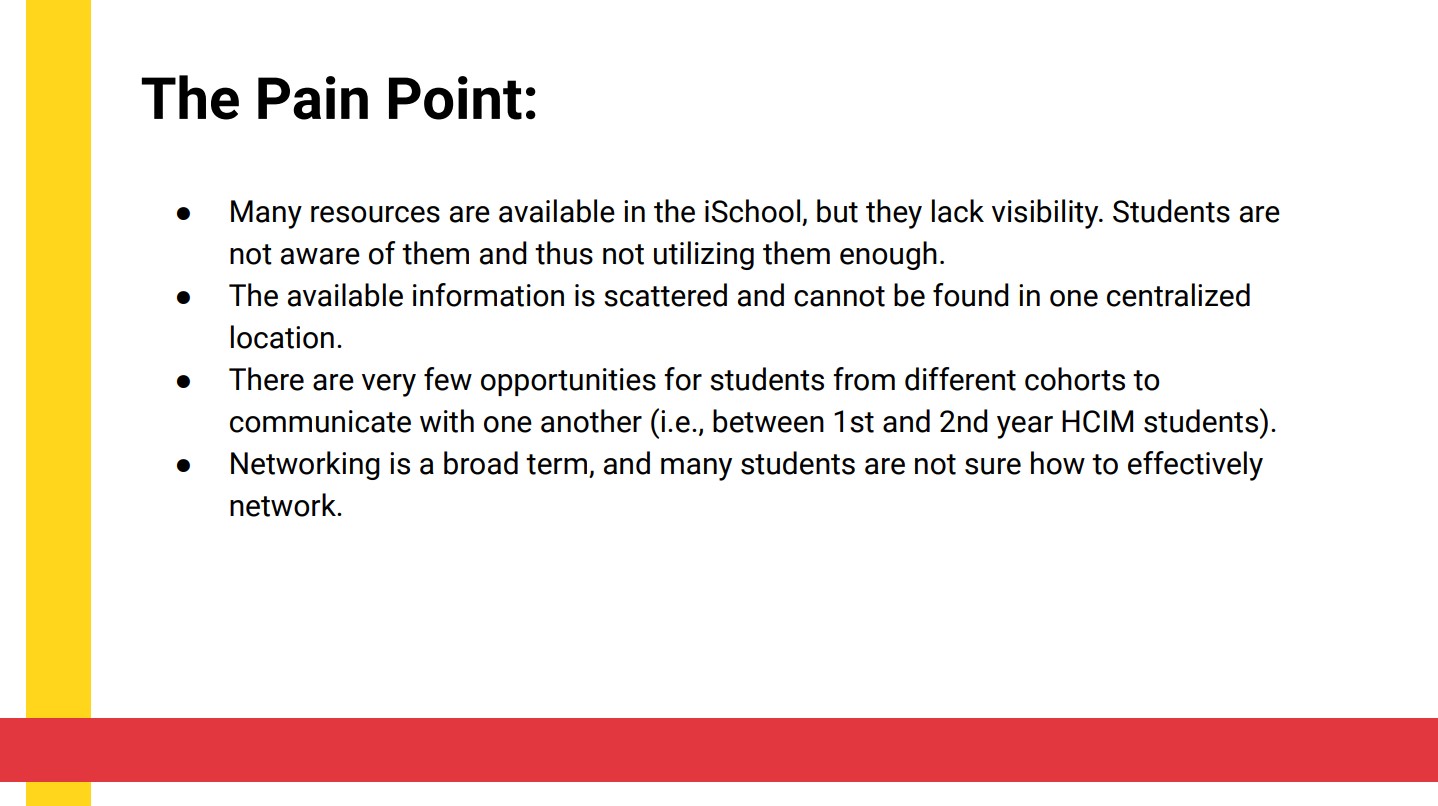 The Pain Point:
● Many resources are available in the iSchool, but they lack visibility. Students are
not aware of them and thus not utilizing them enough.
● The available information is scattered and cannot be found in one centralized
location.
● There are very few opportunities for students from different cohorts to
communicate with one another (i.e., between 1st and 2nd year HCIM students).
● Networking is a broad term, and many students are not sure how to effectively
network.